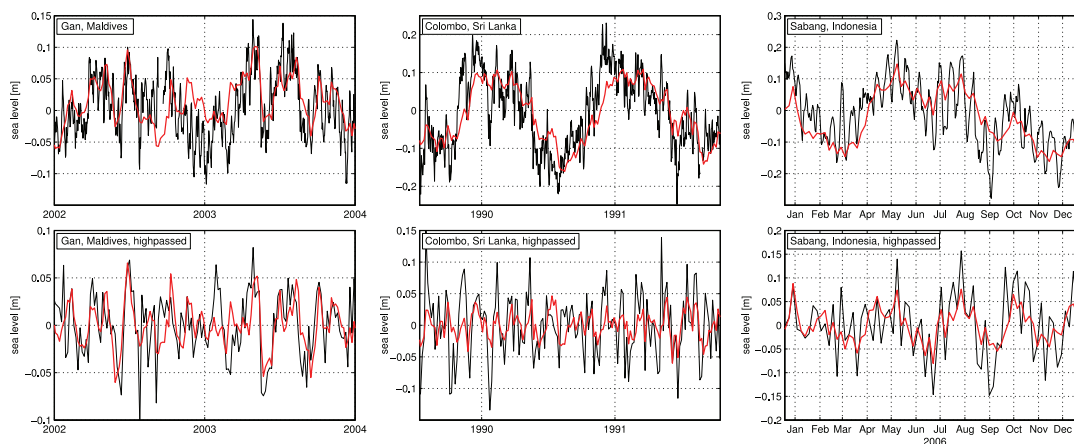 Gan, Maldives
sea level [m]
0.15
0.1
0.05
0
−0.05
−0.1
2002 2003 2004
Colombo, Sri Lanka
sea level [m]
0.2
0.1
0
−0.1
−0.2
1990 1991
Sabang, Indonesia
sea level [m]
0.3
0.2
0.1
0
−0.1
−0.2
−0.3
Jan Feb Mar Apr May Jun Jul Aug Sep Oct Nov Dec
Gan, Maldives, highpassed
sea level [m]
0.1
0.05
0
−0.05
−0.1
2002 2003 2004
Colombo, Sri Lanka, highpassed
sea level [m]
0.15
0.1
0.05
0
−0.05
−0.1
1990 1991
Sabang, Indonesia, highpassed
sea level [m]
0.2
0.15
0.1
0.05
0
−0.05
−0.1
−0.15
−0.2
Jan Feb Mar Apr May Jun Jul Aug Sep Oct Nov Dec
2006